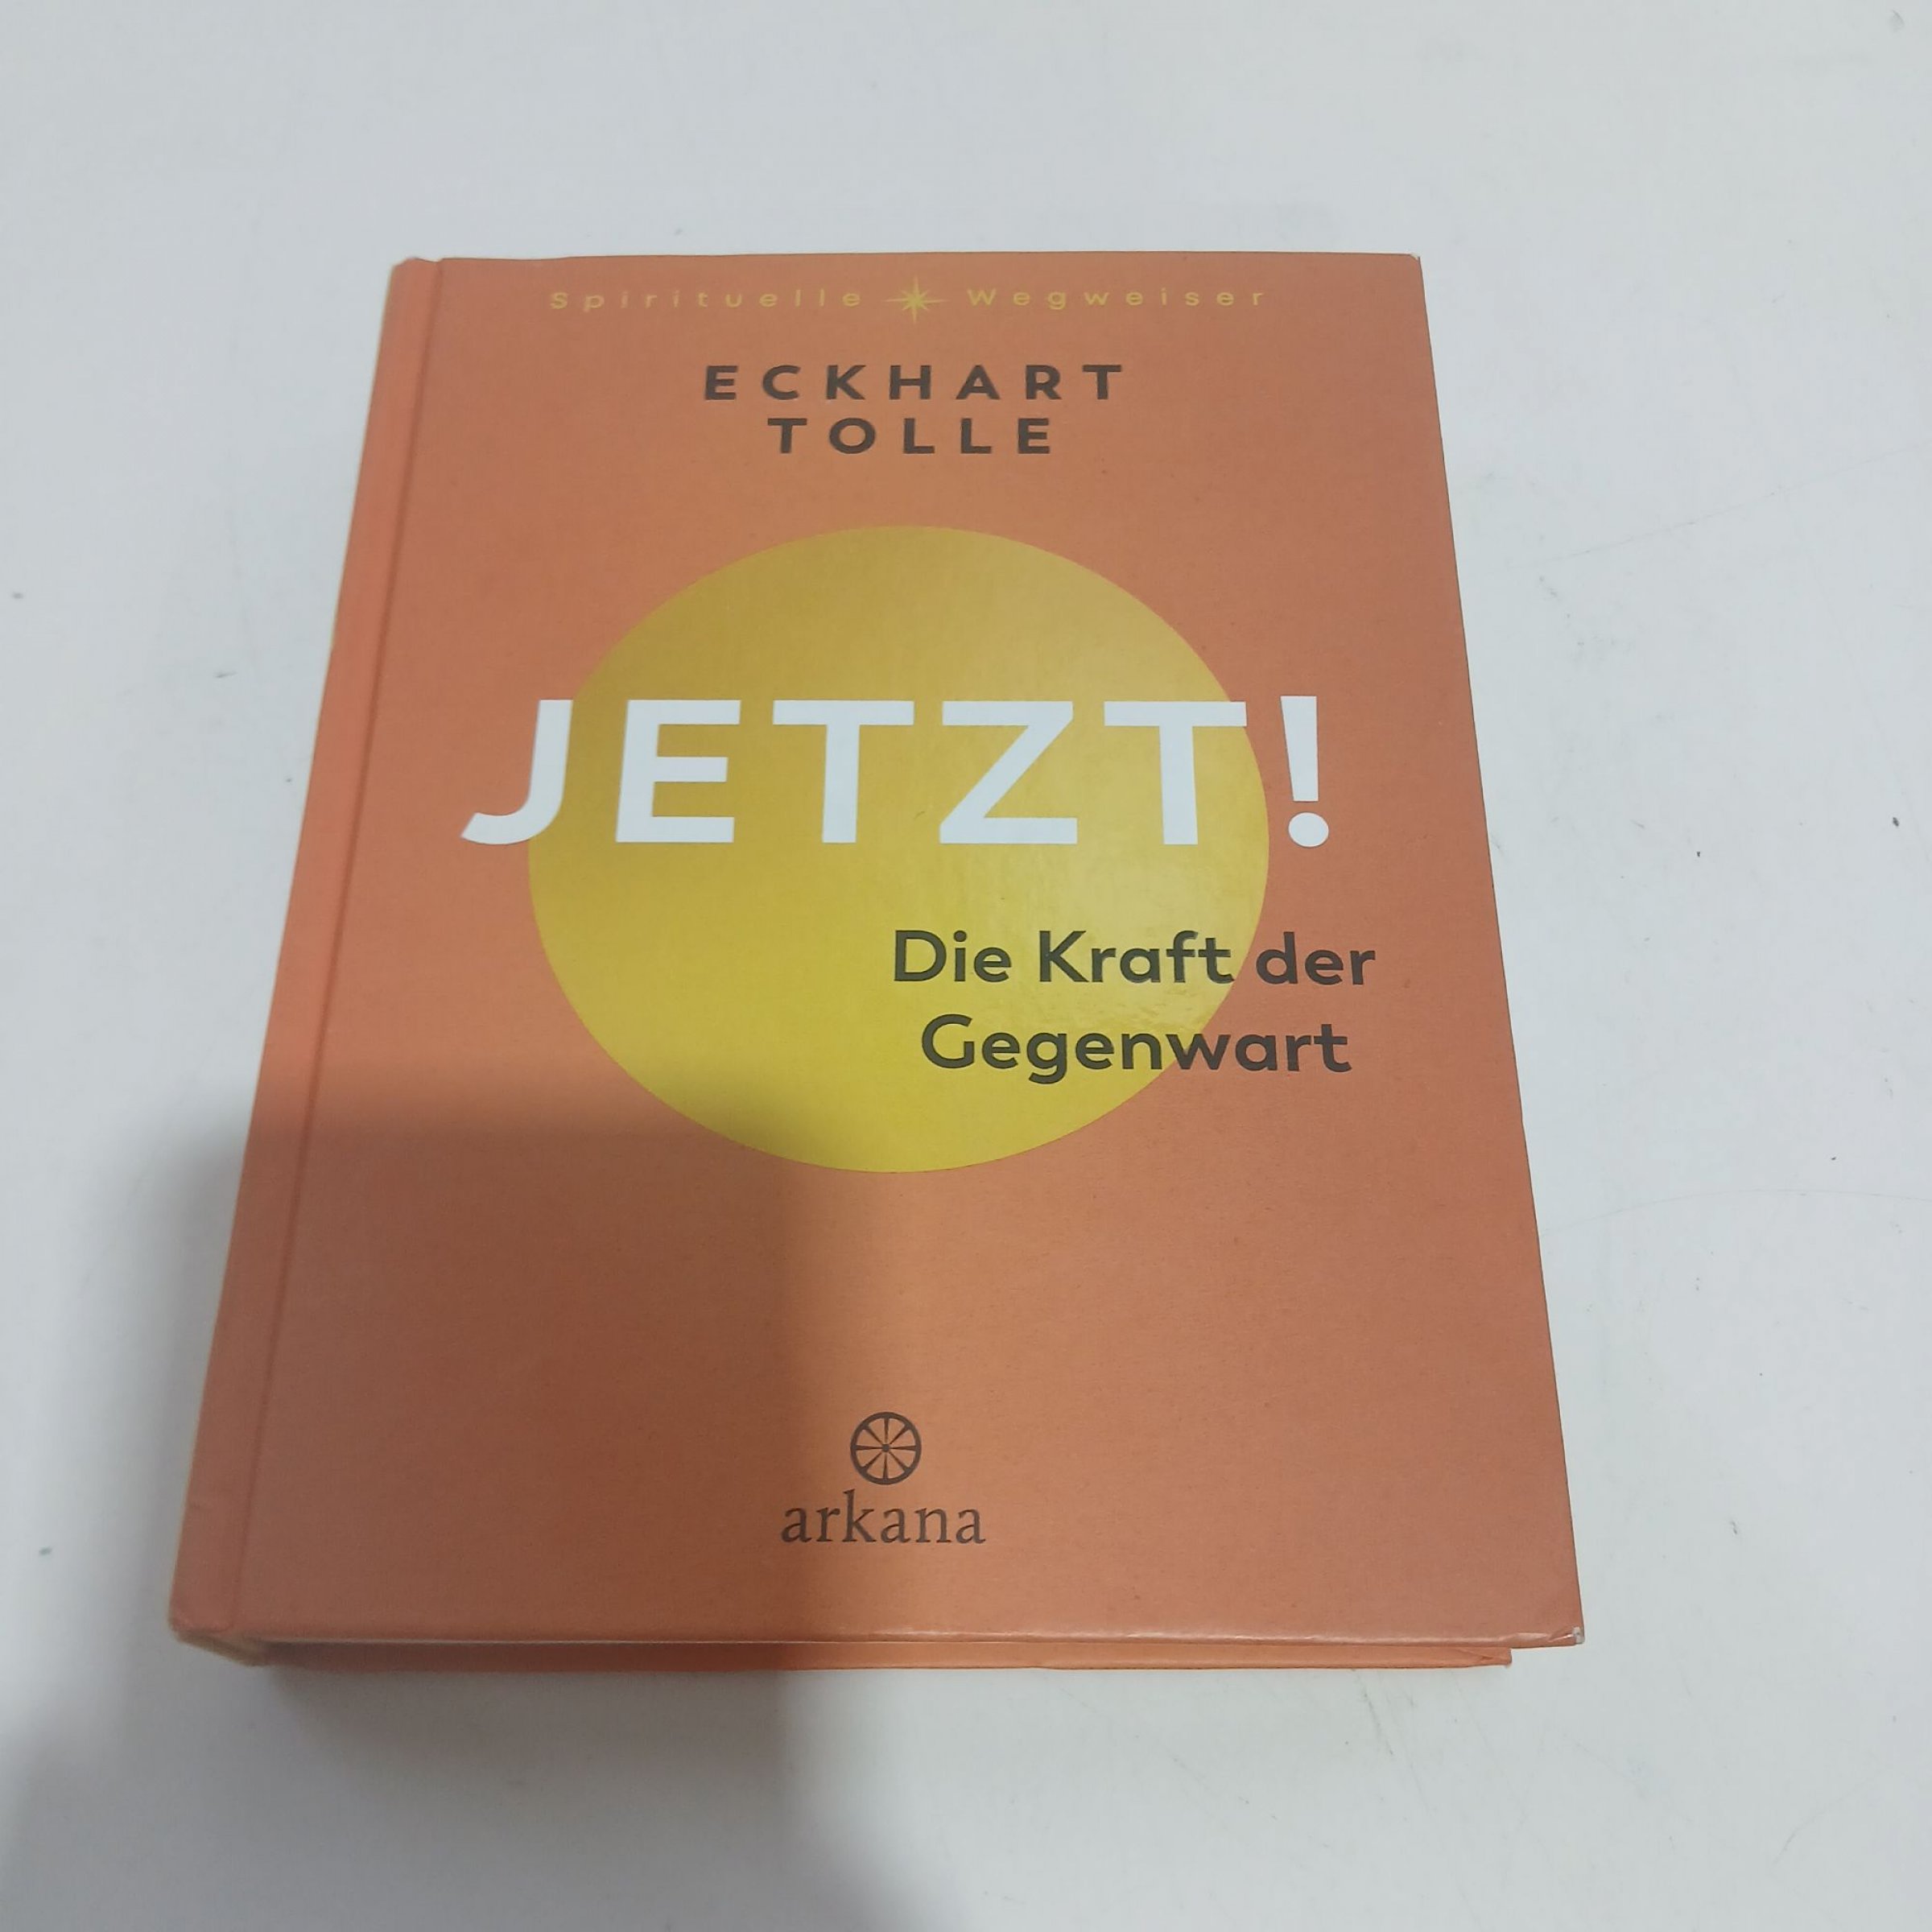 Spirituelle Wegweiser
ECKHART
TOLLE
JETZT!
Die Kraft der
Gegenwart
arkana